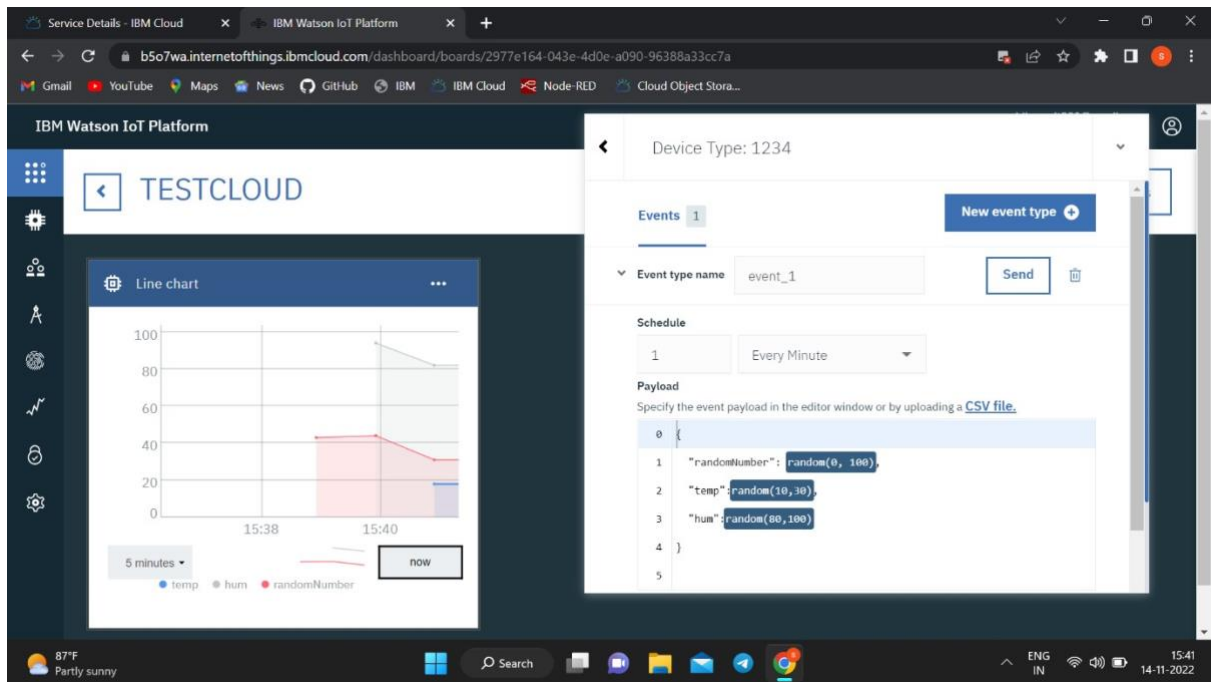 Service Details - IBM Cloud
IBM Watson IoT Platform
b5o7wa.internetofthings.ibmcloud.com/dashboard/boards/2977e164-043e-4d0e-a090-96388a33cc7a
S
Gmail YouTube Maps News GitHub IBM IBM Cloud Node-RED Cloud Object Stora...
IBM Watson IoT Platform
TESTCLOUD
Line chart
100
80
60
40
20
0
15:38 15:40
5 minutes
now
temp hum randomNumber
Device Type: 1234
Events 1
New event type
Event type name event_1 Send
Schedule
1 Every Minute
Payload
Specify the event payload in the editor window or by uploading a CSV file.
0 {
1 "randomNumber": random(0, 100),
2 "temp":random(10,30),
3 "hum":random(80,100)
4 }
5
87°F
Partly sunny
Search
ENG
IN
15:41
14-11-2022